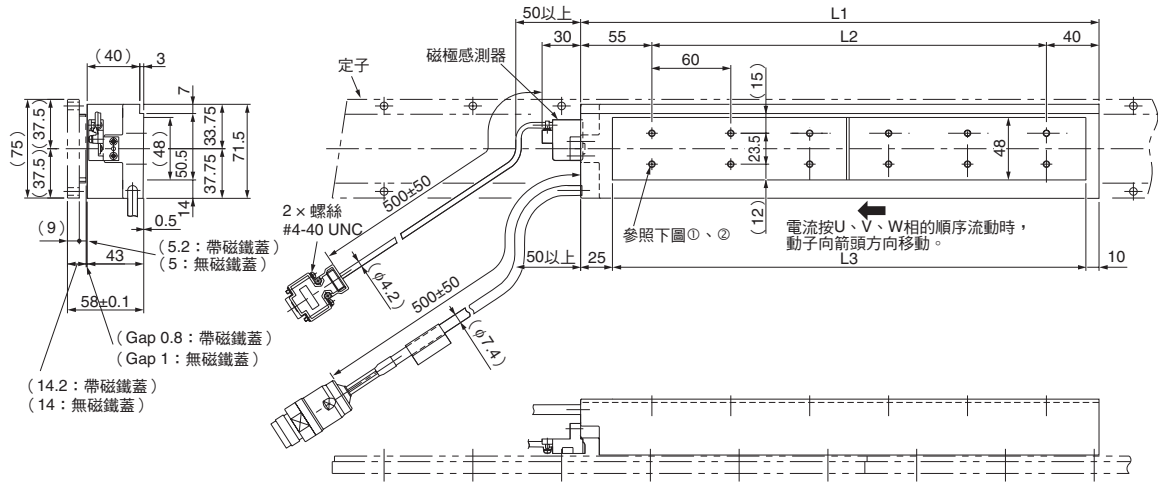 50以上
L1
30
55
L2
40
60
磁極感測器
定子
(15)
23.5
48
(12)
參照下圖①、②
電流按U、V、W相的順序流動時，
動子向箭頭方向移動。
50以上
25
L3
10
(40)
3
7
(75)
(37.5)
(37.5)
(48)
50.5
33.75
37.75
71.5
14
0.5
(9)
(5.2：帶磁鐵蓋)
(5：無磁鐵蓋)
43
58±0.1
(Gap 0.8：帶磁鐵蓋)
(Gap 1：無磁鐵蓋)
(14.2：帶磁鐵蓋)
(14：無磁鐵蓋)
2 × 螺絲
#4-40 UNC
500±50
(φ4.2)
500±50
(φ7.4)